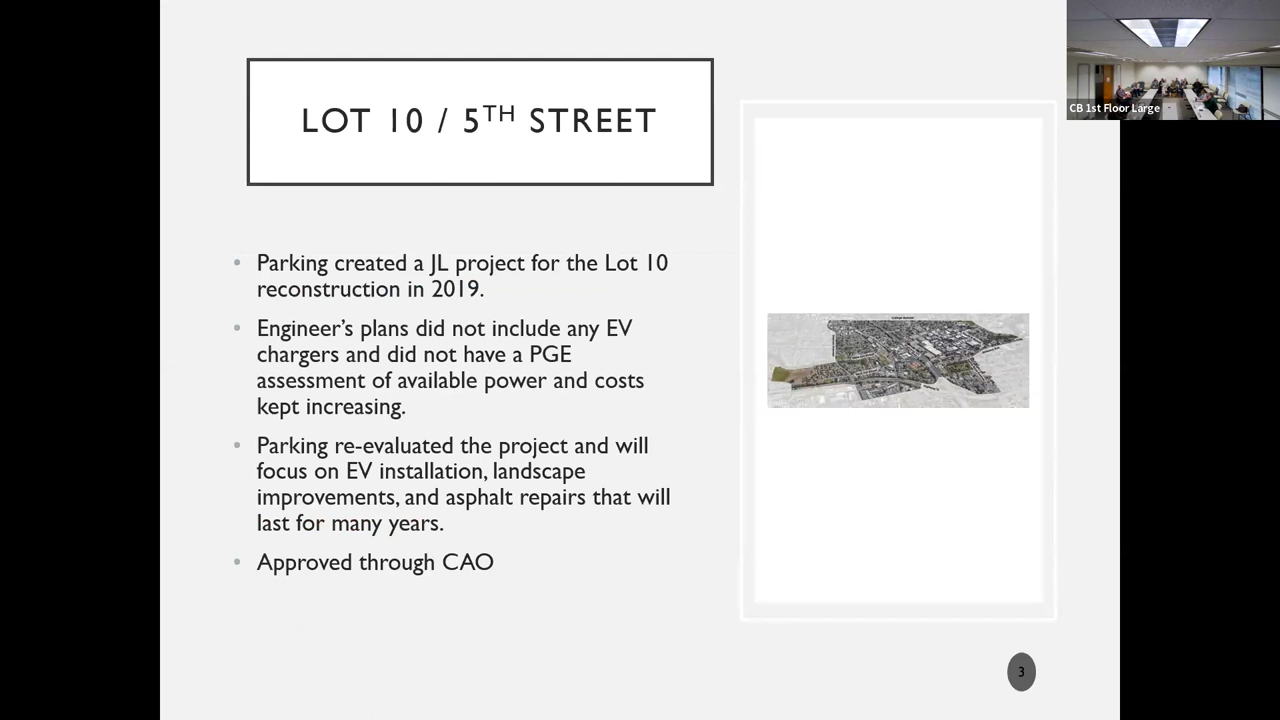 LOT 10 / 5TH STREET
CB 1st Floor Large
• Parking created a JL project for the Lot 10
reconstruction in 2019.
• Engineer’s plans did not include any EV
chargers and did not have a PGE
assessment of available power and costs
kept increasing.
• Parking re-evaluated the project and will
focus on EV installation, landscape
improvements, and asphalt repairs that will
last for many years.
• Approved through CAO
3